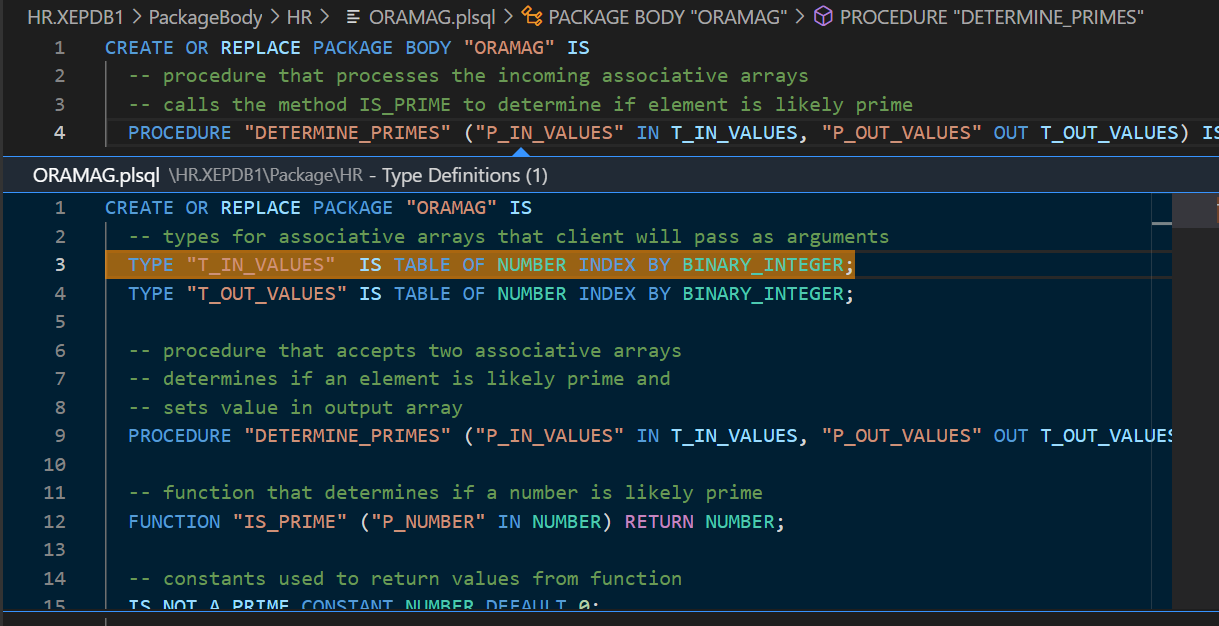 HR.XEPDB1 > PackageBody > HR > ORAMAG.plsql > PACKAGE BODY "ORAMAG" > PROCEDURE "DETERMINE_PRIMES"
1 CREATE OR REPLACE PACKAGE BODY "ORAMAG" IS
2 -- procedure that processes the incoming associative arrays
3 -- calls the method IS_PRIME to determine if element is likely prime
4 PROCEDURE "DETERMINE_PRIMES" ("P_IN_VALUES" IN T_IN_VALUES, "P_OUT_VALUES" OUT T_OUT_VALUES) IS
ORAMAG.plsql \HR.XEPDB1\Package\HR - Type Definitions (1)
1 CREATE OR REPLACE PACKAGE "ORAMAG" IS
2 -- types for associative arrays that client will pass as arguments
3 TYPE "T_IN_VALUES" IS TABLE OF NUMBER INDEX BY BINARY_INTEGER;
4 TYPE "T_OUT_VALUES" IS TABLE OF NUMBER INDEX BY BINARY_INTEGER;
5
6 -- procedure that accepts two associative arrays
7 -- determines if an element is likely prime and
8 -- sets value in output array
9 PROCEDURE "DETERMINE_PRIMES" ("P_IN_VALUES" IN T_IN_VALUES, "P_OUT_VALUES" OUT T_OUT_VALUES
10
11 -- function that determines if a number is likely prime
12 FUNCTION "IS_PRIME" ("P_NUMBER" IN NUMBER) RETURN NUMBER;
13
14 -- constants used to return values from function
15 IS_NOT_A_PRIME CONSTANT NUMBER DEFAULT 0;